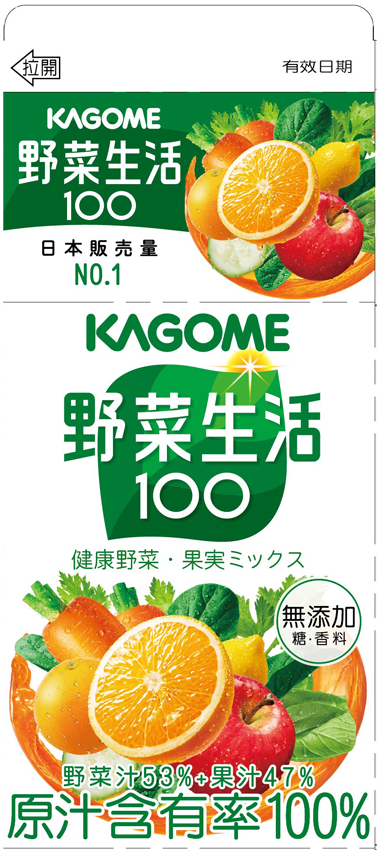 拉開
有效日期
KAGOME
野菜生活
100
日本販売量
NO.1
KAGOME
野菜生活
100
健康野菜・果実ミックス
無添加
糖·香料
野菜汁53%+果汁47%
原汁含有率100%